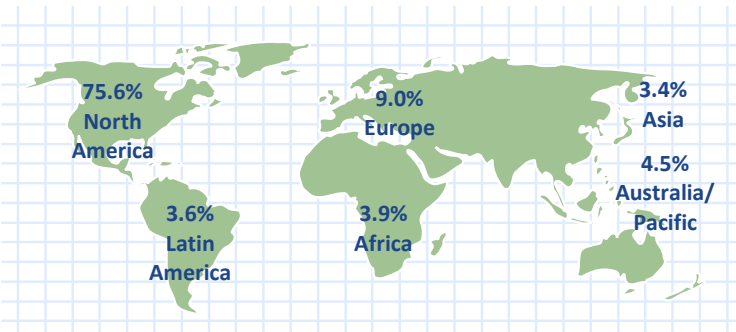 75.6%
North
America
9.0%
Europe
3.4%
Asia
4.5%
Australia/
Pacific
3.6%
Latin
America
3.9%
Africa